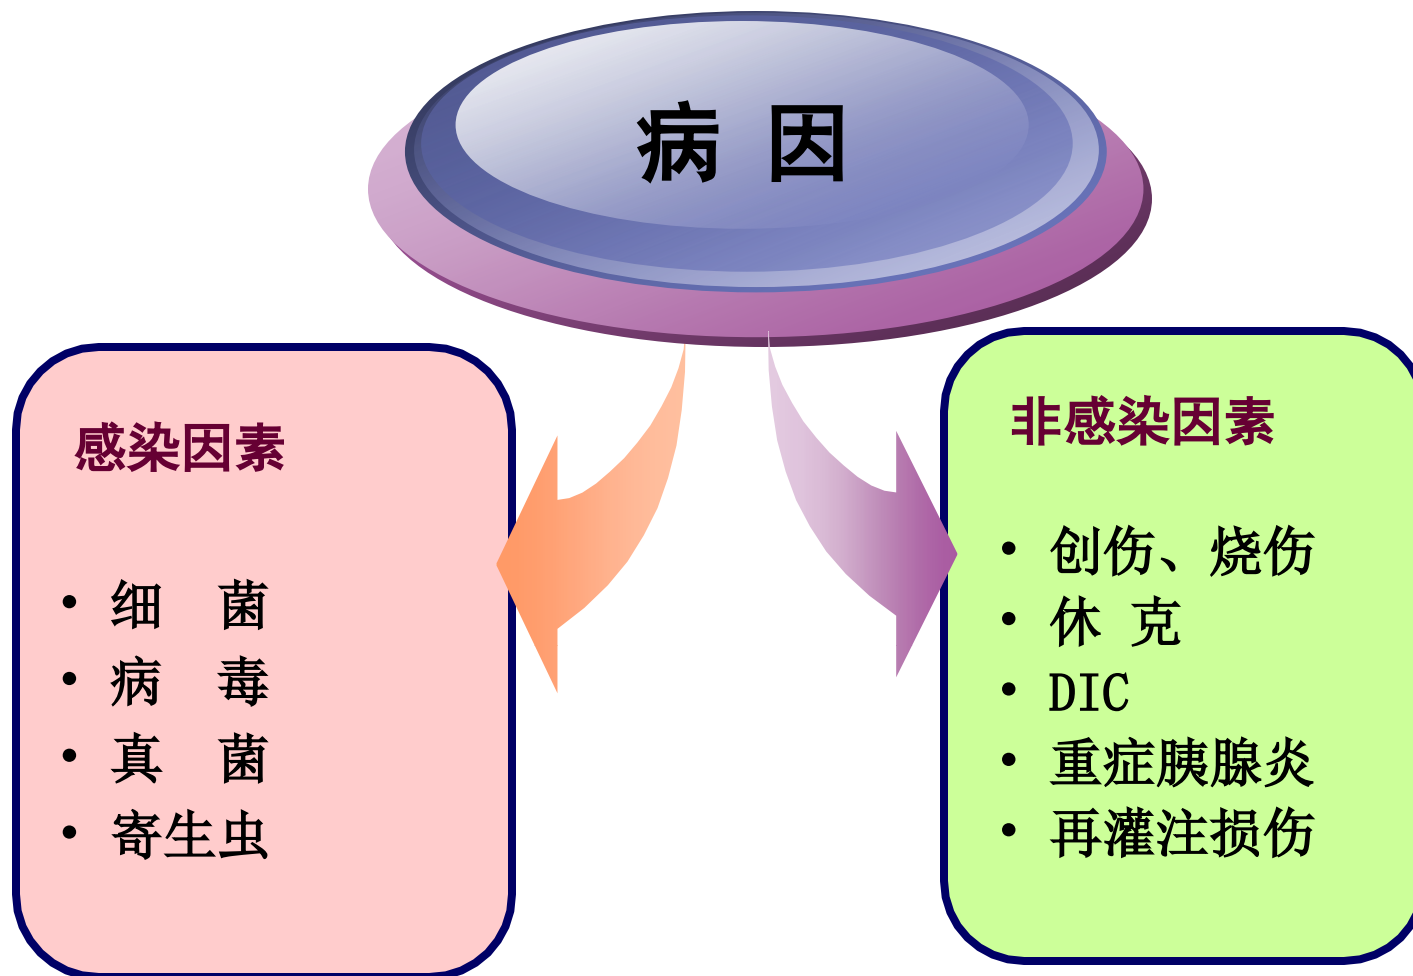 病 因
感染因素
• 细 菌
• 病 毒
• 真 菌
• 寄生虫
非感染因素
• 创伤、烧伤
• 休 克
• DIC
• 重症胰腺炎
• 再灌注损伤